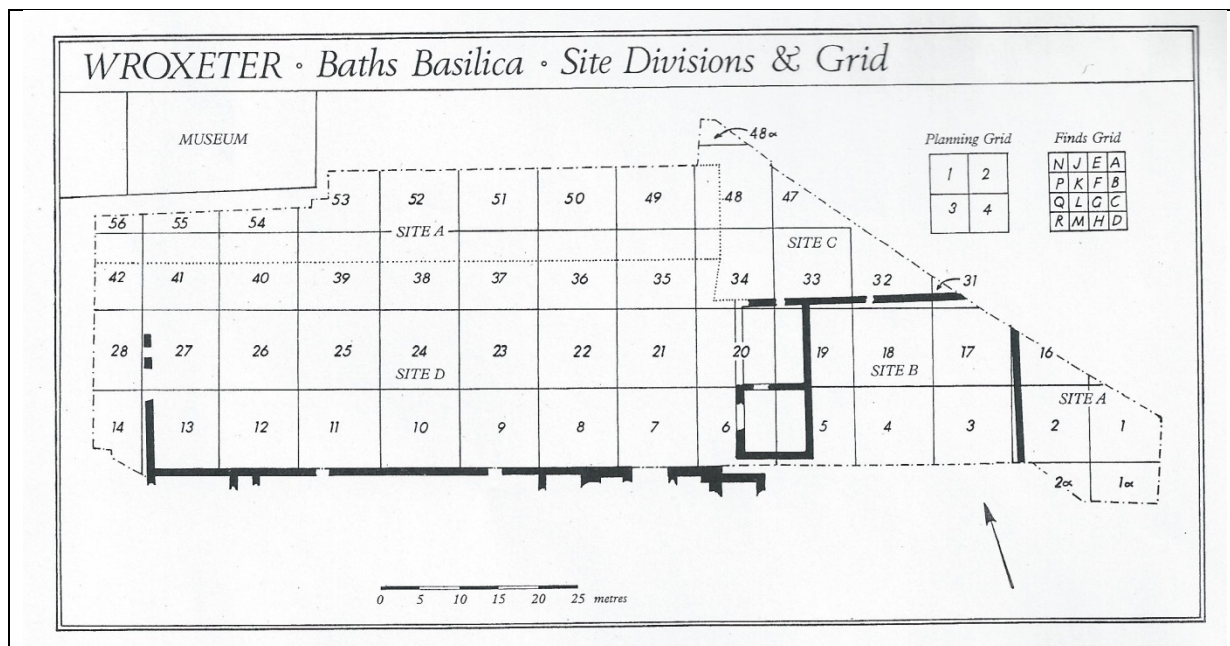 WROXETER · Baths Basilica · Site Divisions & Grid
MUSEUM
48α
Planning Grid
Finds Grid
1 2
3 4
N J E A
P K F B
Q L G C
R M H D
53 52 51 50 49 48 47
56 55 54
SITE A
SITE C
42 41 40 39 38 37 36 35 34 33 32 31
28 27 26 25 24 23 22 21 20 19 18 17 16
SITE D
SITE B
SITE A
14 13 12 11 10 9 8 7 6 5 4 3 2 1
2α 1α
0 5 10 15 20 25 metres